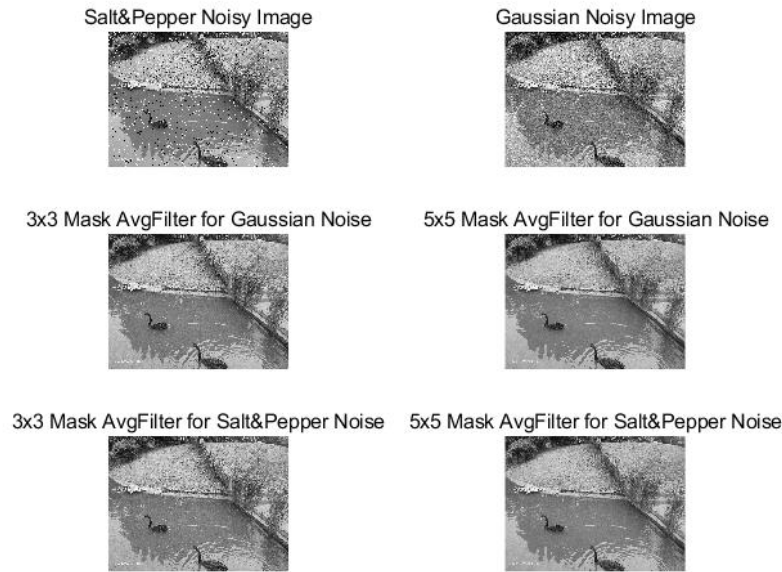 Salt&Pepper Noisy Image
Gaussian Noisy Image
3x3 Mask AvgFilter for Gaussian Noise
5x5 Mask AvgFilter for Gaussian Noise
3x3 Mask AvgFilter for Salt&Pepper Noise
5x5 Mask AvgFilter for Salt&Pepper Noise